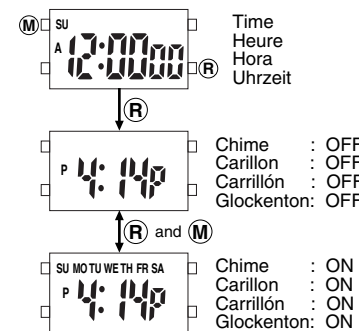 M SU
A 12:00 00 R
Time
Heure
Hora
Uhrzeit
R
P 4: 14P
Chime : OFF
Carillon : OFF
Carrillón : OFF
Glockenton: OFF
R and M
SU MO TU WE TH FR SA
P 4: 14P
Chime : ON
Carillon : ON
Carrillón : ON
Glockenton: ON